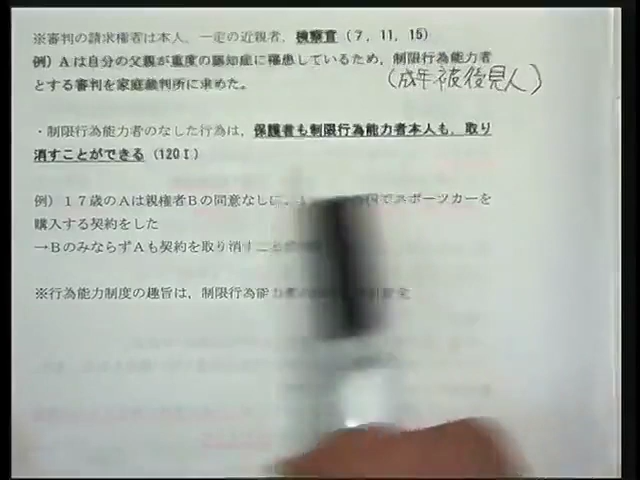 ※審判の請求権者は本人、一定の近親者、検察官（7，11，15）
例）Aは自分の父親が重度の認知症に罹患しているため、制限行為能力者
（成年被後見人）
とする審判を家庭裁判所に求めた。
・制限行為能力者のなした行為は、保護者も制限行為能力者本人も、取り
消すことができる（120Ⅰ）
例）１７歳のAは親権者Bの同意なしに でスポーツカーを
購入する契約をした
→BのみならずAも契約を取り消すこと
※行為能力制度の趣旨は、制限行為能力者の